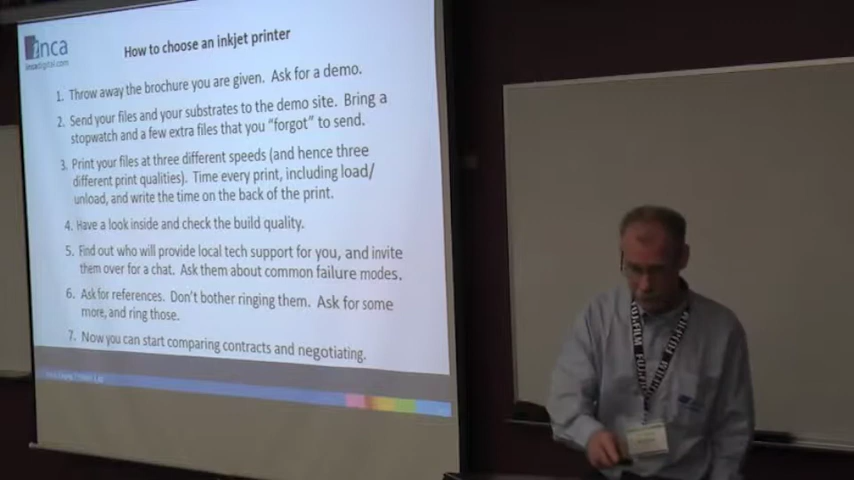 inca
incadigital.com
How to choose an inkjet printer
1. Throw away the brochure you are given. Ask for a demo.
2. Send your files and your substrates to the demo site. Bring a
stopwatch and a few extra files that you "forgot" to send.
3. Print your files at three different speeds (and hence three
different print qualities). Time every print, including load/
unload, and write the time on the back of the print.
4. Have a look inside and check the build quality.
5. Find out who will provide local tech support for you, and invite
them over for a chat. Ask them about common failure modes.
6. Ask for references. Don't bother ringing them. Ask for some
more, and ring those.
7. Now you can start comparing contracts and negotiating.
FUJIFILM